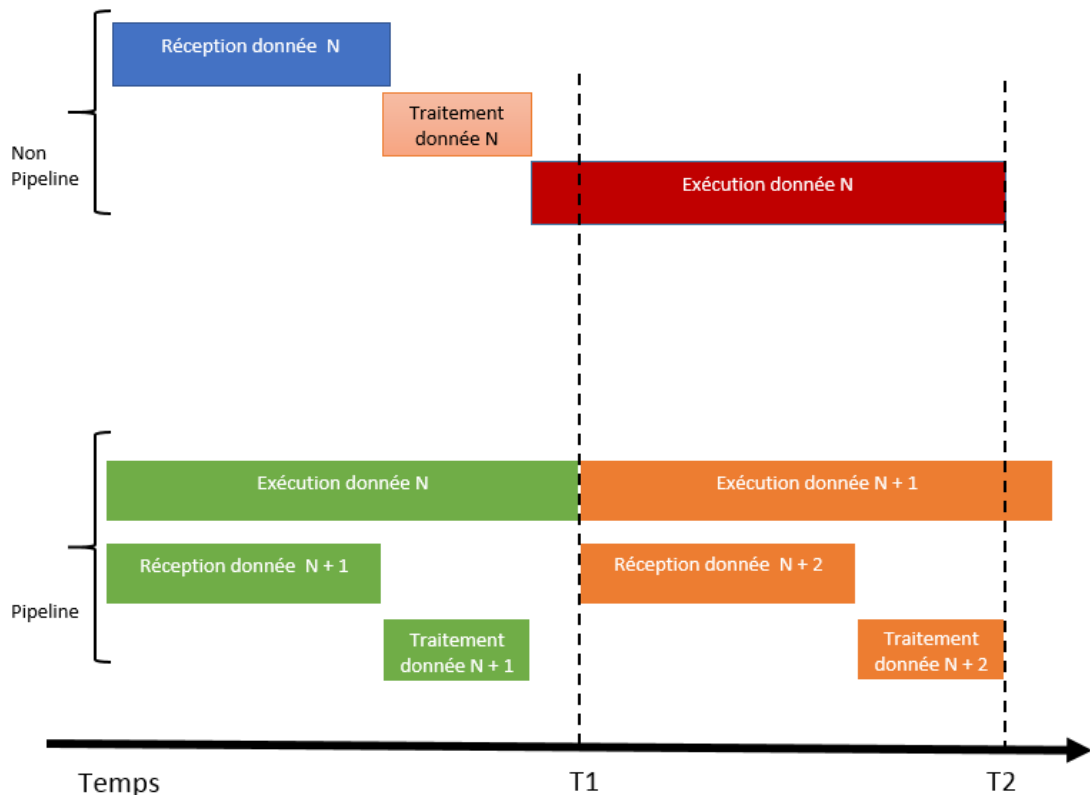 Réception donnée N
Traitement
donnée N
Non
Pipeline
Exécution donnée N
Exécution donnée N
Exécution donnée N + 1
Réception donnée N + 1
Réception donnée N + 2
Pipeline
Traitement
donnée N + 1
Traitement
donnée N + 2
Temps
T1
T2